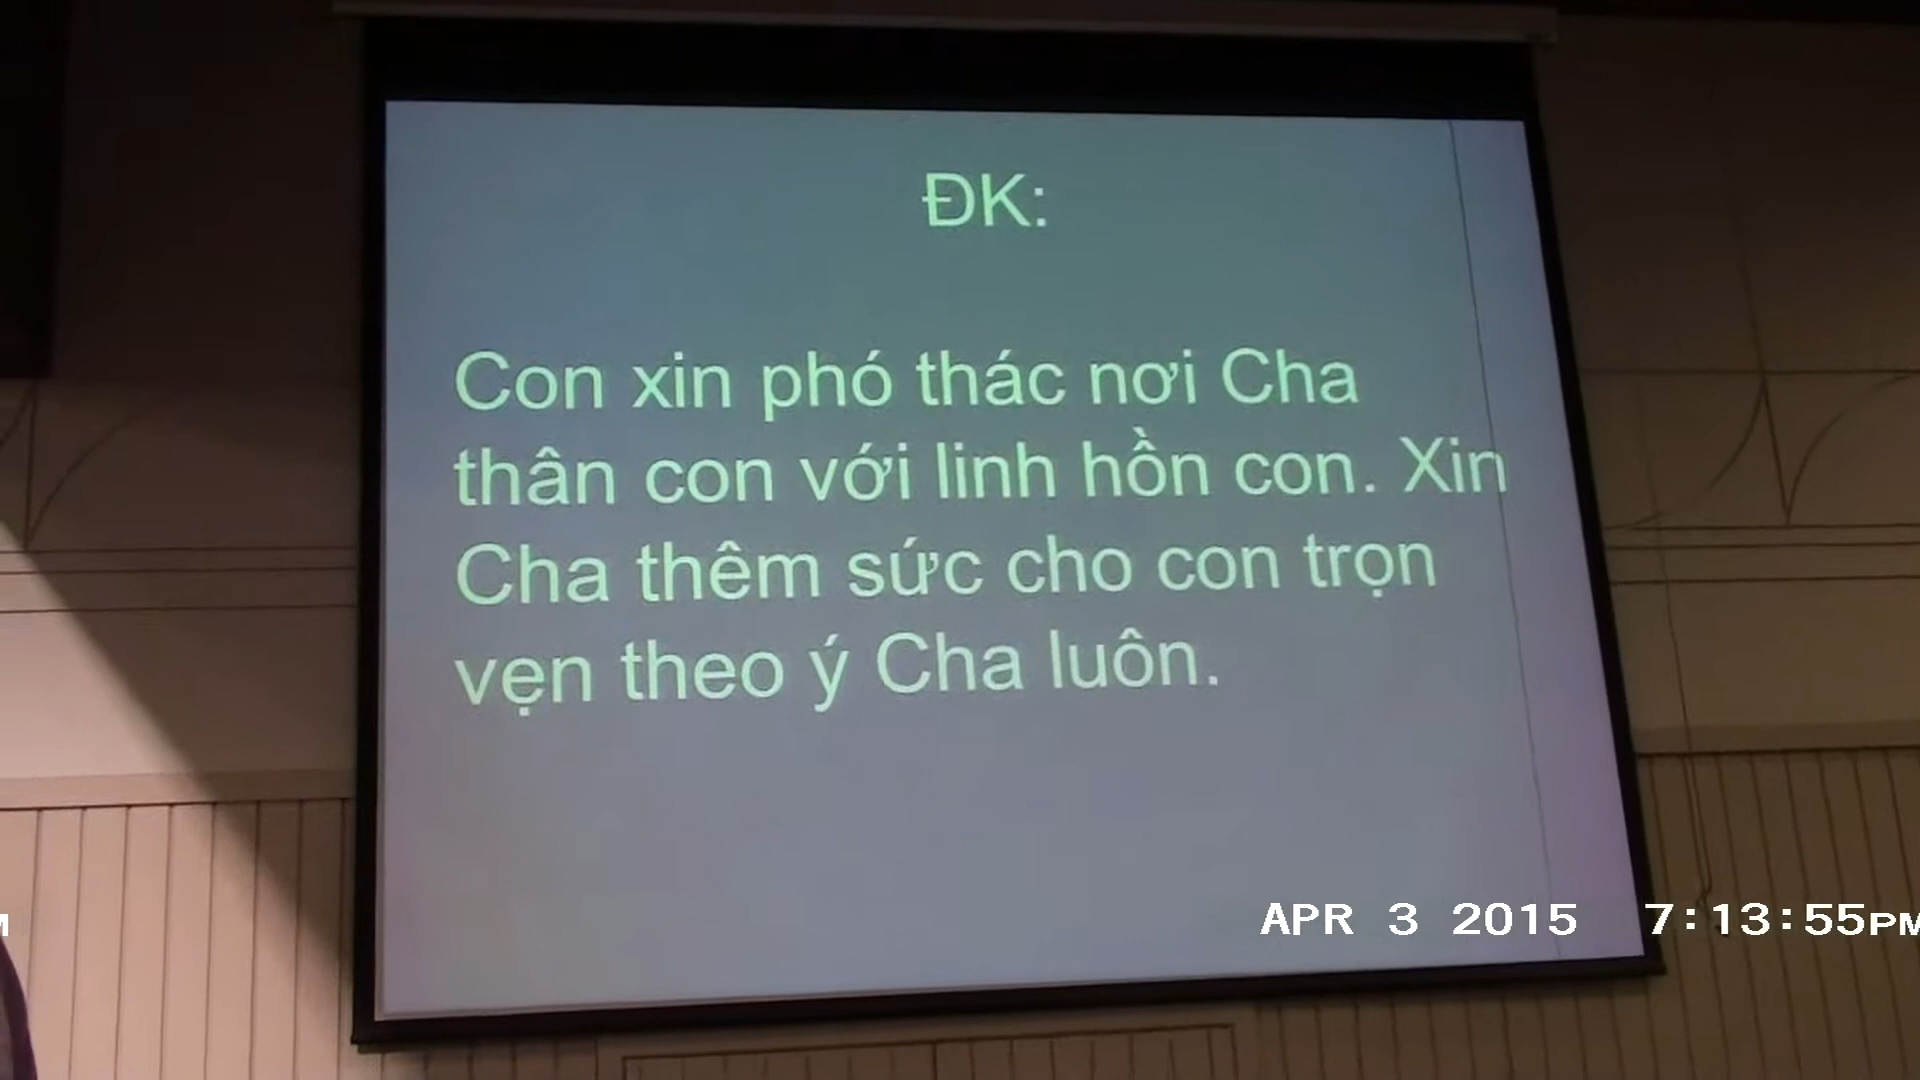 ĐK:
Con xin phó thác nơi Cha
thân con với linh hồn con. Xin
Cha thêm sức cho con trọn
vẹn theo ý Cha luôn.
APR 3 2015 7:13:55PM